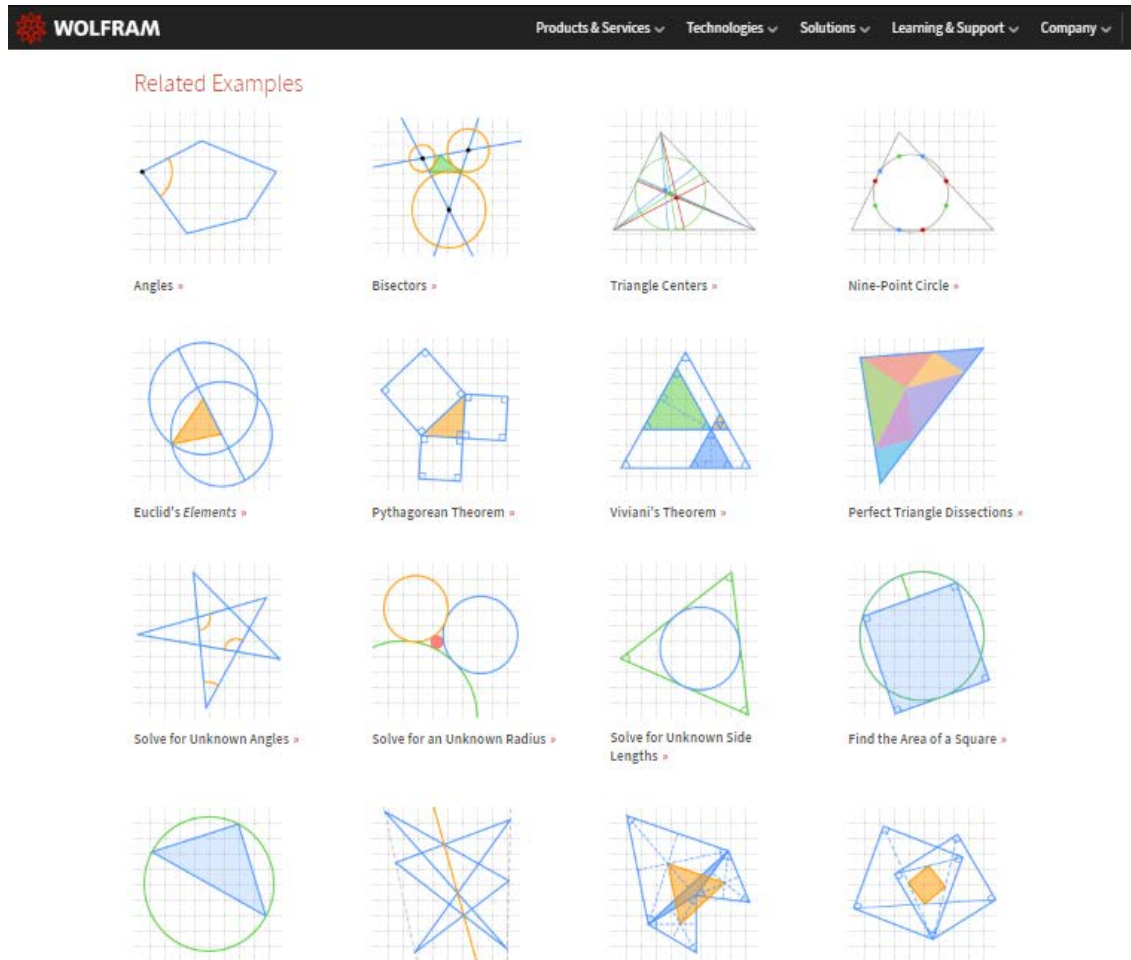 WOLFRAM
Products & Services Technologies Solutions Learning & Support Company
Related Examples
Angles »
Bisectors »
Triangle Centers »
Nine-Point Circle »
Euclid's Elements »
Pythagorean Theorem »
Viviani's Theorem »
Perfect Triangle Dissections »
Solve for Unknown Angles »
Solve for an Unknown Radius »
Solve for Unknown Side
Lengths »
Find the Area of a Square »